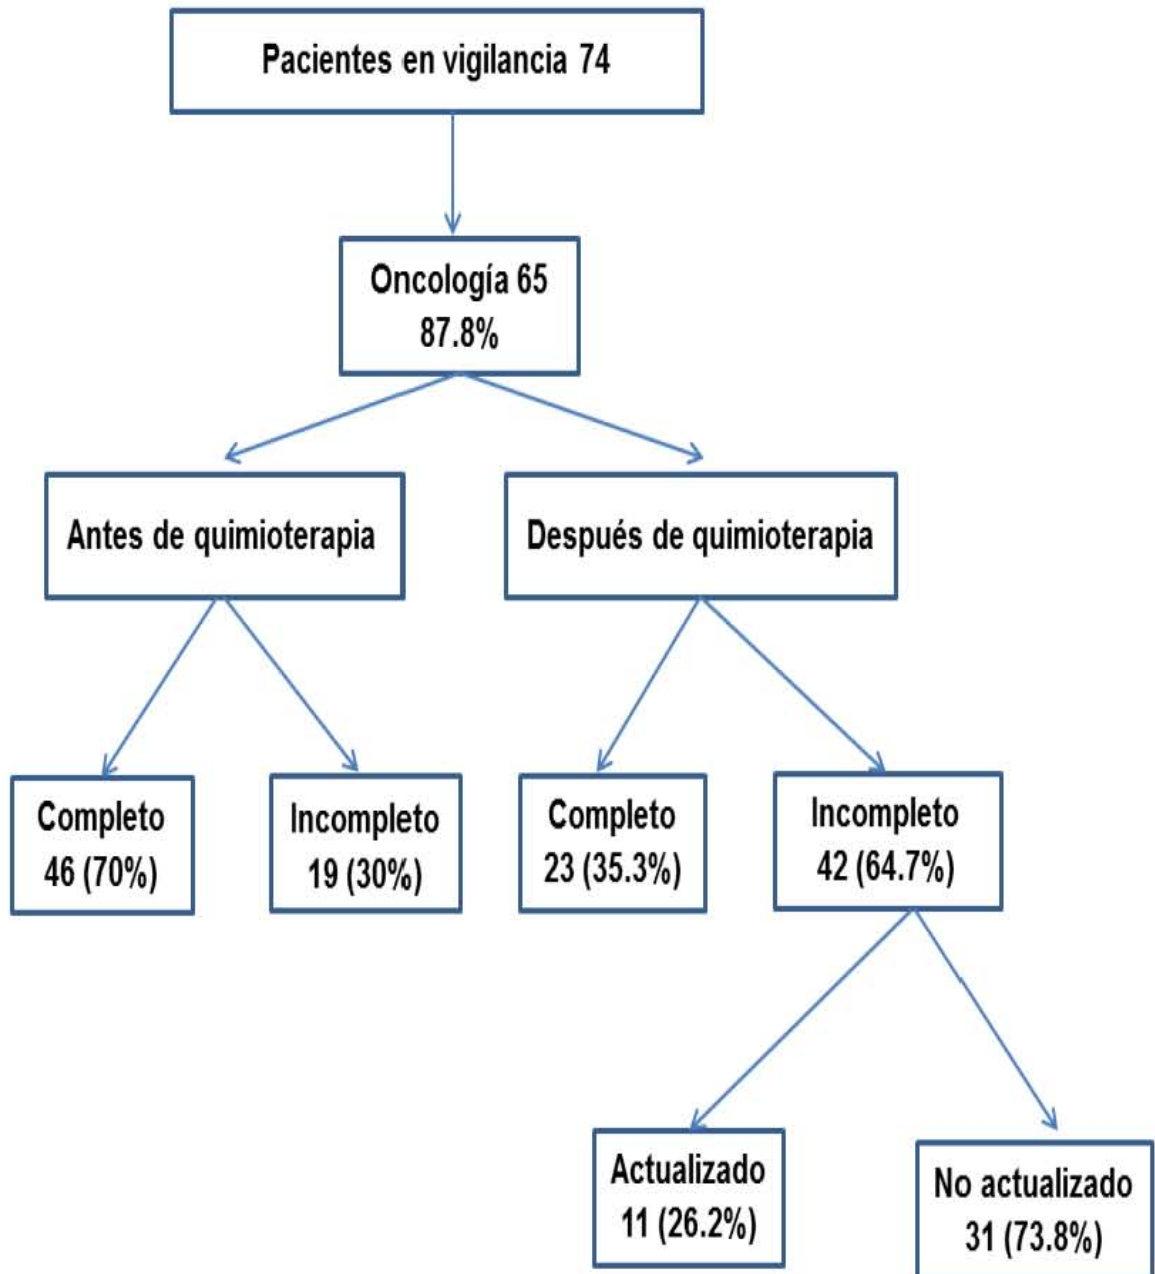 Pacientes en vigilancia 74
Oncología 65
87.8%
Antes de quimioterapia
Después de quimioterapia
Completo
46 (70%)
Incompleto
19 (30%)
Completo
23 (35.3%)
Incompleto
42 (64.7%)
Actualizado
11 (26.2%)
No actualizado
31 (73.8%)